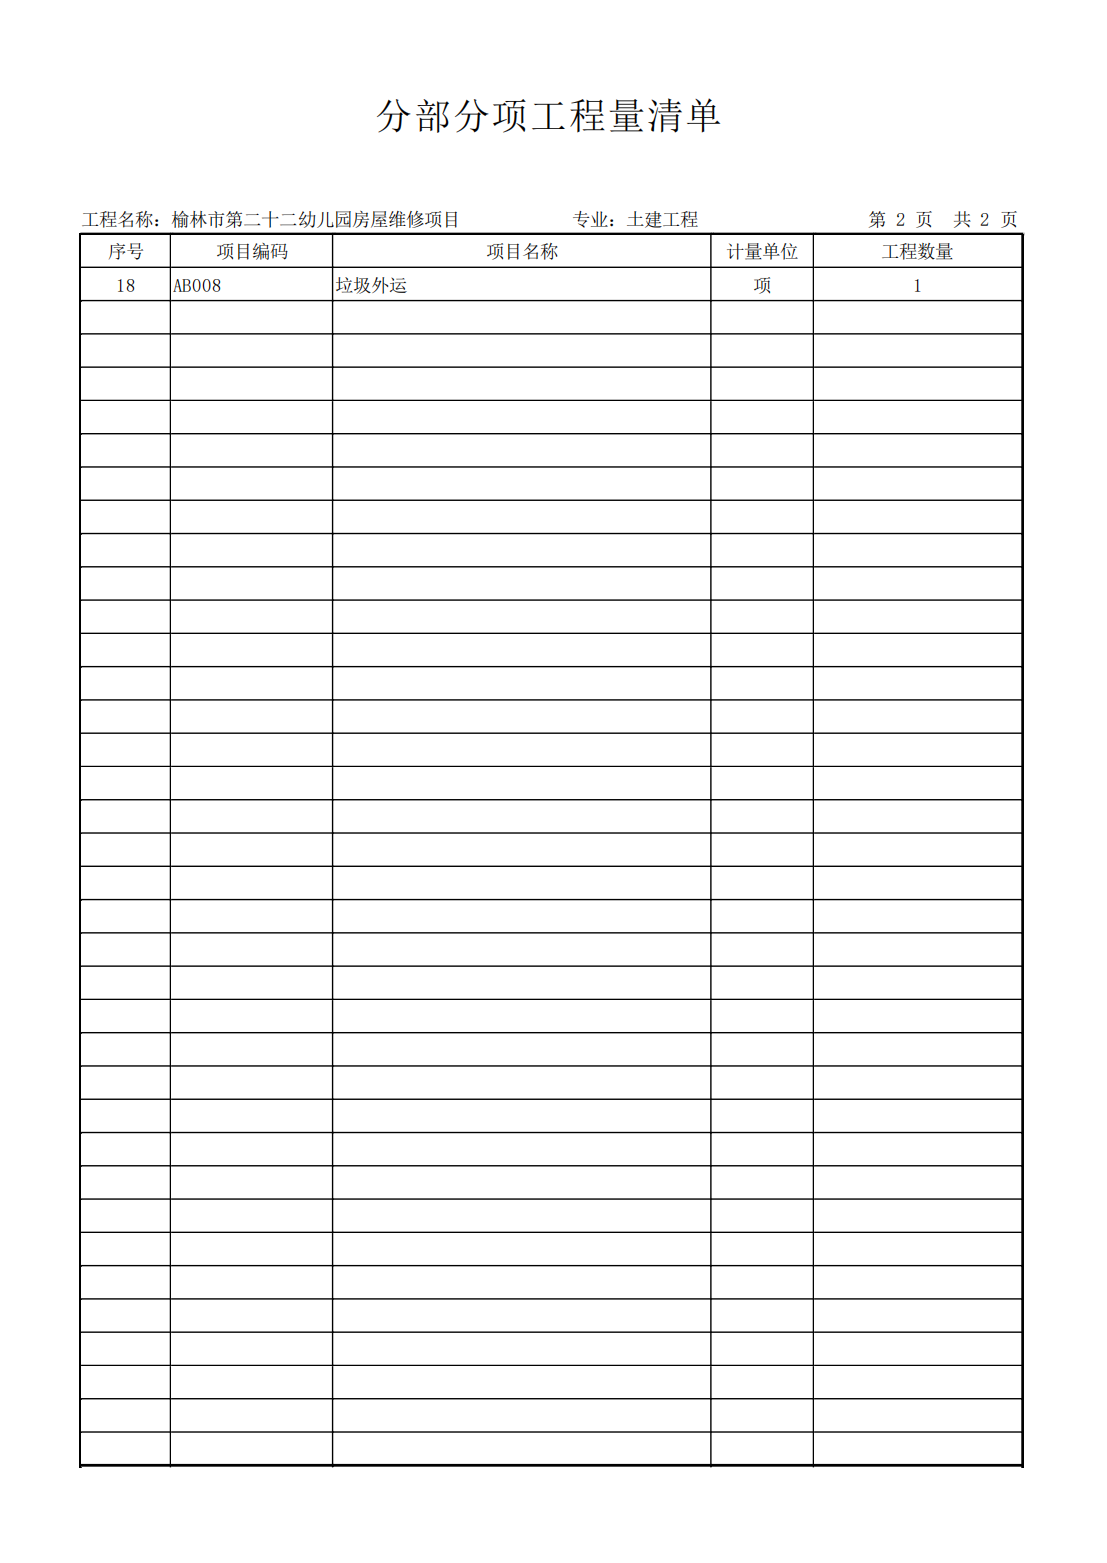 分部分项工程量清单
工程名称：榆林市第二十二幼儿园房屋维修项目 专业：土建工程 第 2 页 共 2 页
序号 项目编码 项目名称 计量单位 工程数量
18 AB008 垃圾外运 项 1